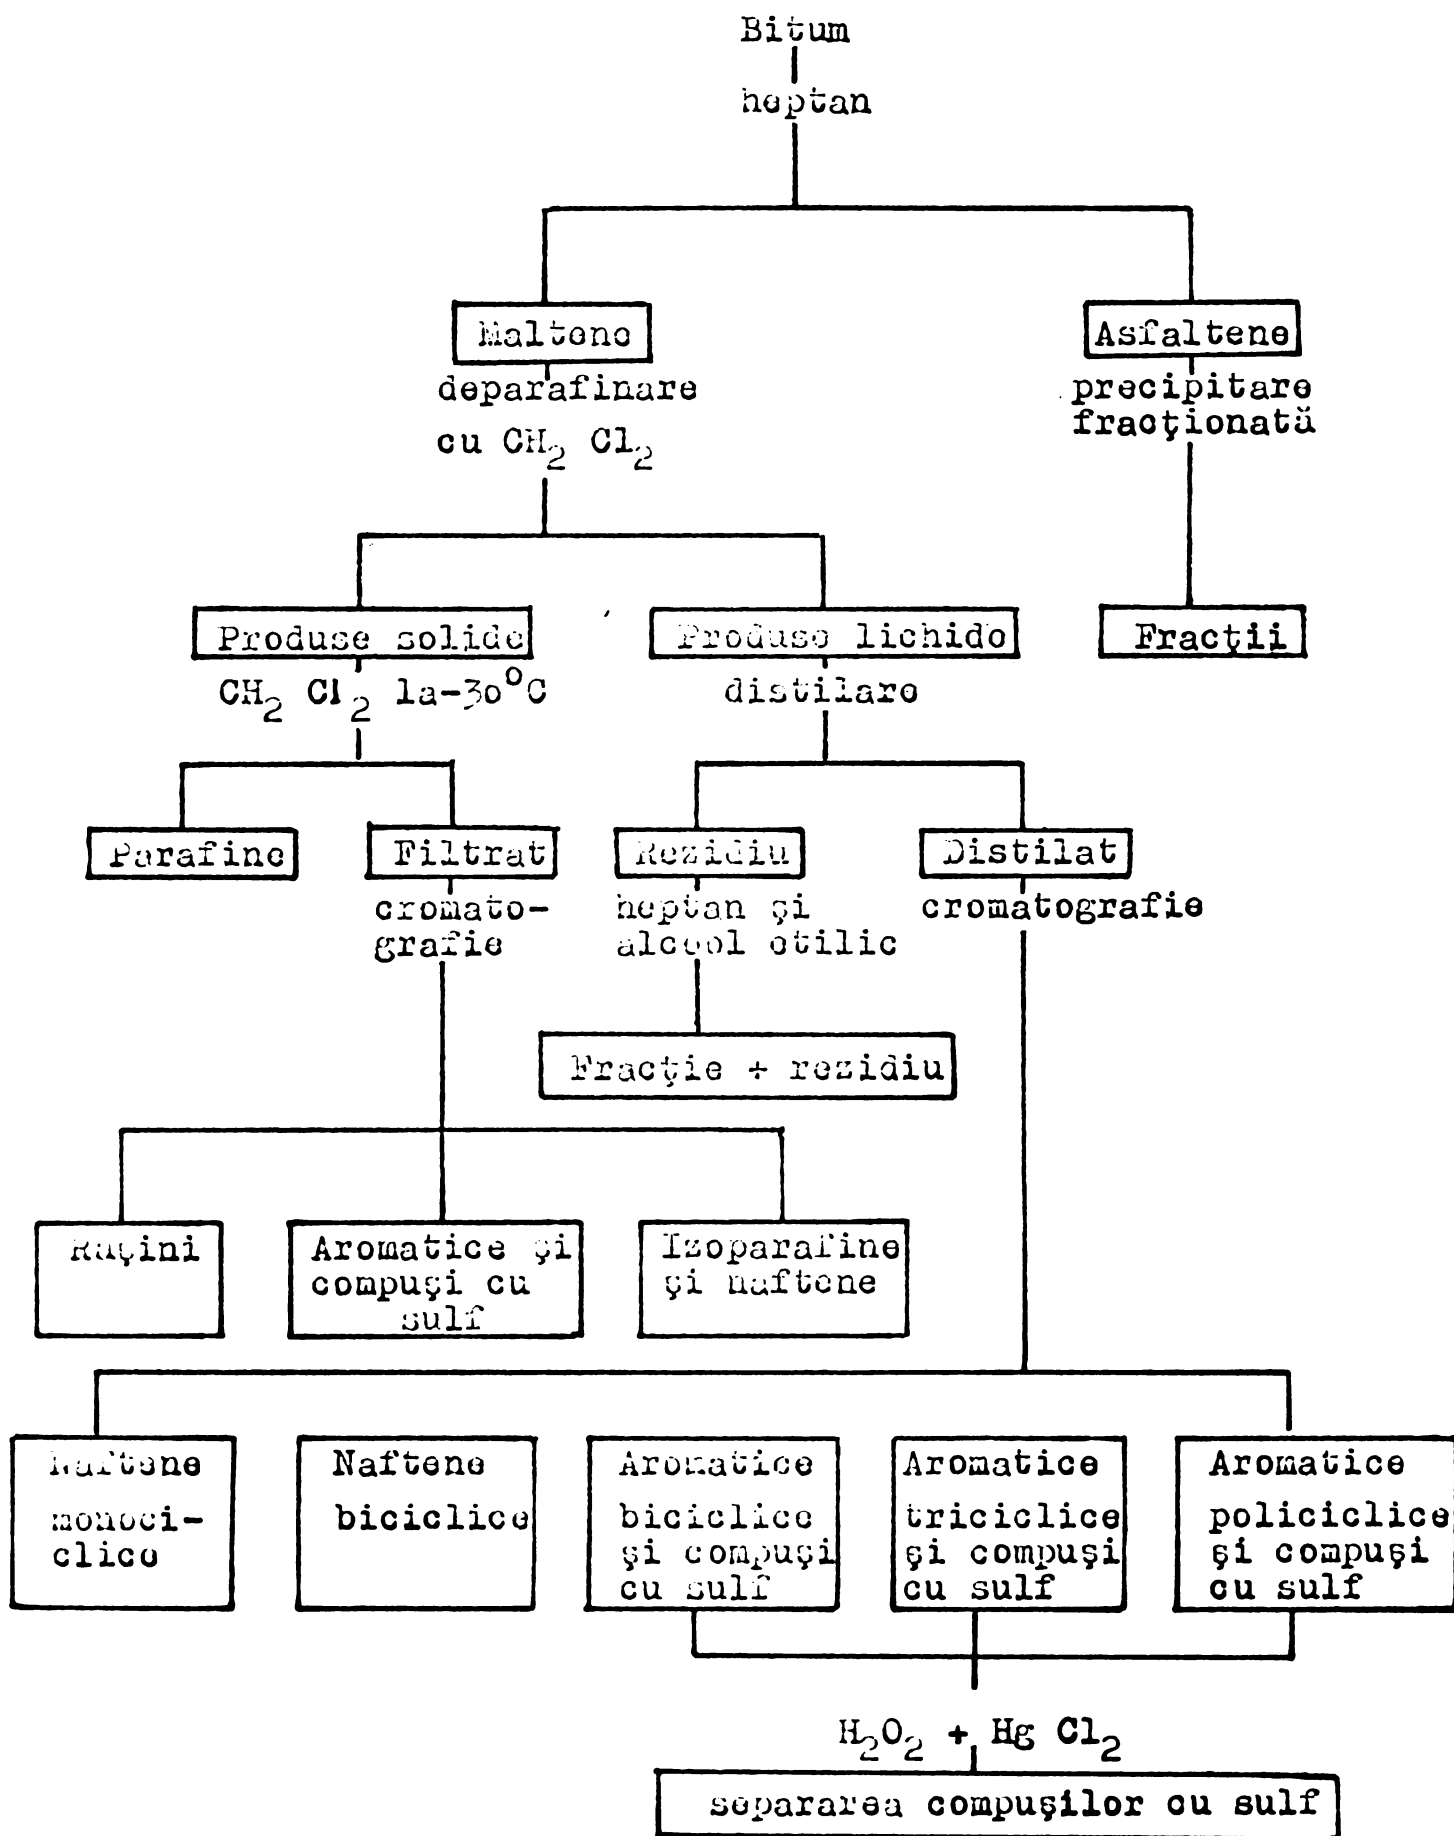 Bitum
heptan
Maltene
Asfaltene
deparafinare
cu CH₂ Cl₂
precipitare
fracţionată
Produse solide
Produse lichide
Fracţii
CH₂ Cl₂ la-30°C
distilare
Parafine
Filtrat
Rezidiu
Distilat
cromato-
grafie
heptan şi
alcool etilic
cromatografie
Fracţie + rezidiu
Răşini
Aromatice şi
compuşi cu
sulf
Izoparafine
şi naftene
Naftene
monoci-
clice
Naftene
biciclice
Aromatice
biciclice
şi compuşi
cu sulf
Aromatice
triciclice
şi compuşi
cu sulf
Aromatice
policiclice
şi compuşi
cu sulf
H₂O₂ + Hg Cl₂
separarea compuşilor cu sulf